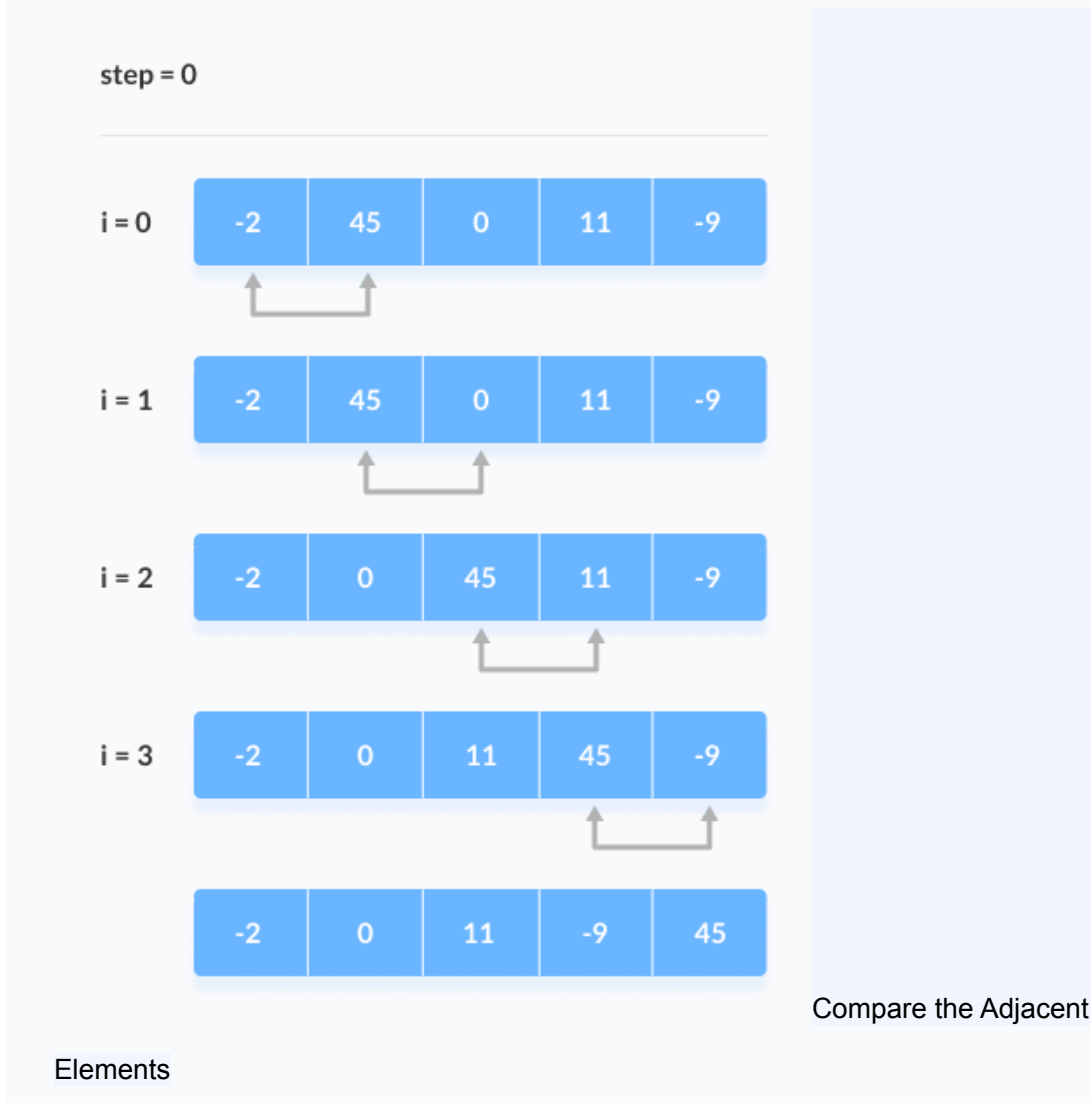 step = 0
i = 0 -2 45 0 11 -9
i = 1 -2 45 0 11 -9
i = 2 -2 0 45 11 -9
i = 3 -2 0 11 45 -9
-2 0 11 -9 45
Compare the Adjacent
Elements